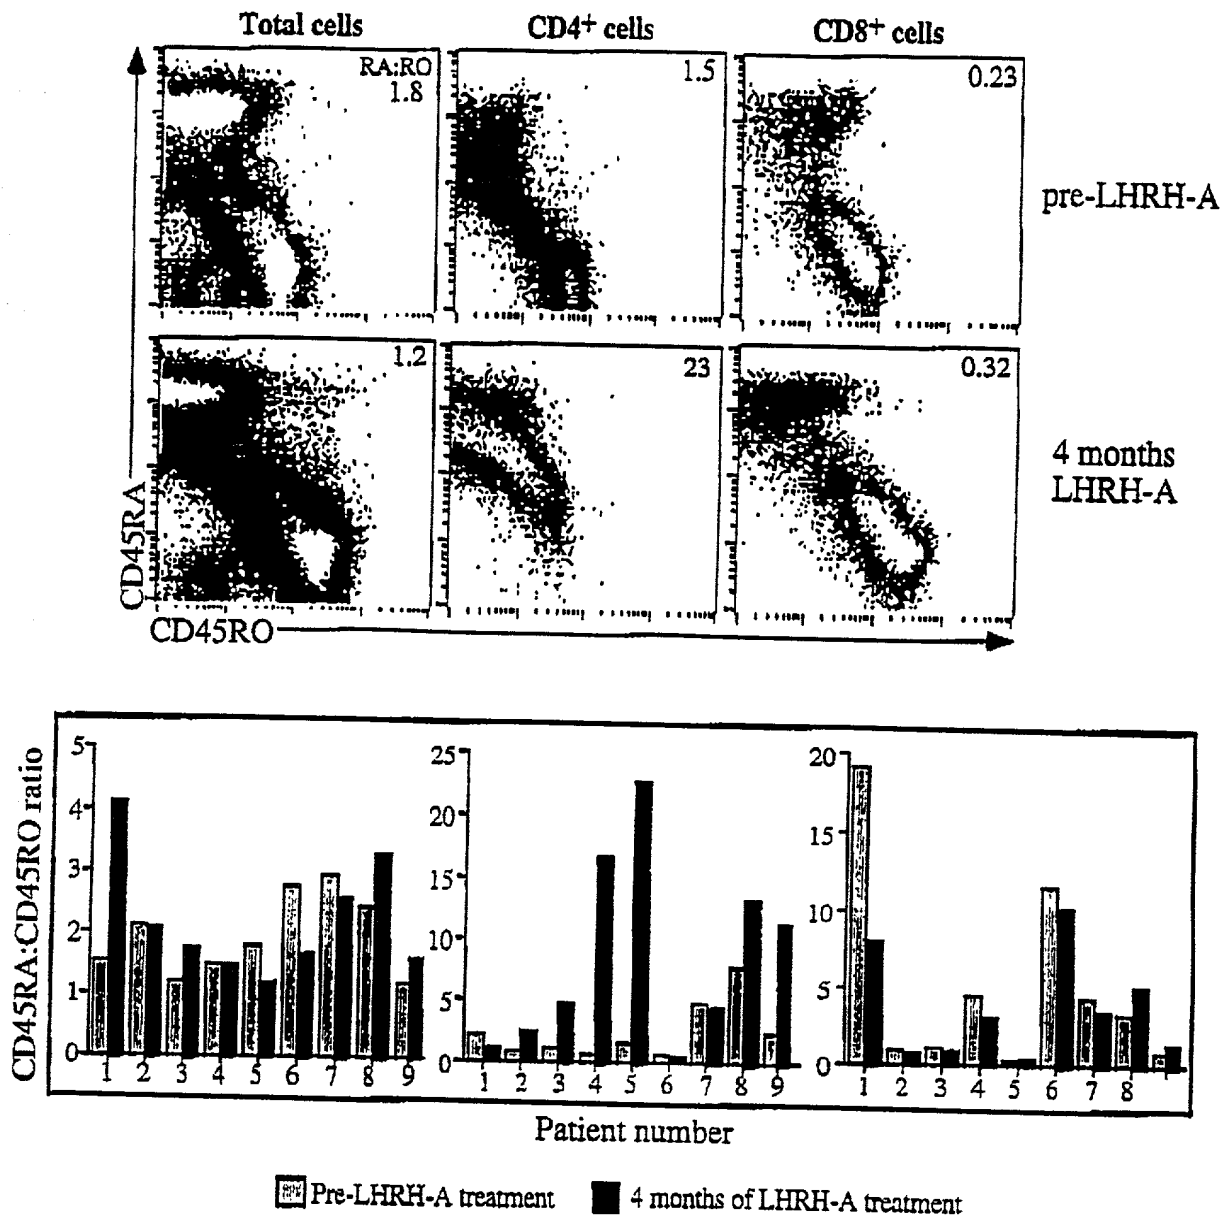 Total cells
CD4+ cells
CD8+ cells
RA:RO
1.8
1.5
0.23
pre-LHRH-A
1.2
23
0.32
4 months
LHRH-A
CD45RA
CD45RO
CD45RA:CD45RO ratio
5
4
3
2
1
0
1 2 3 4 5 6 7 8 9
25
20
15
10
5
0
1 2 3 4 5 6 7 8 9
20
15
10
5
0
1 2 3 4 5 6 7 8
Patient number
Pre-LHRH-A treatment
4 months of LHRH-A treatment